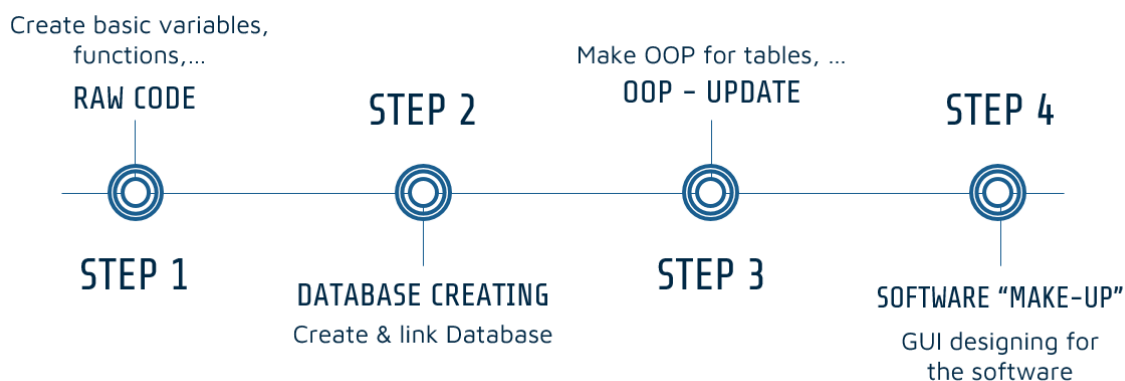 Create basic variables,
functions,...
RAW CODE
STEP 1
STEP 2
DATABASE CREATING
Create & link Database
Make OOP for tables, ...
OOP - UPDATE
STEP 3
STEP 4
SOFTWARE “MAKE-UP”
GUI designing for
the software